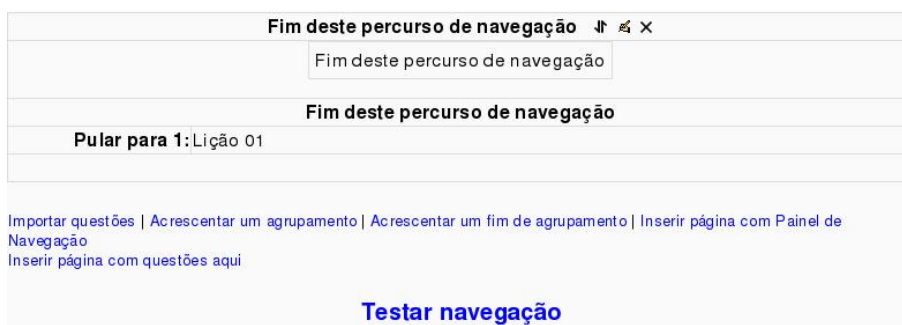 Fim deste percurso de navegação
Fim deste percurso de navegação
Fim deste percurso de navegação
Pular para 1: Lição 01
Importar questões | Acrescentar um agrupamento | Acrescentar um fim de agrupamento | Inserir página com Painel de
Navegação
Inserir página com questões aqui
Testar navegação